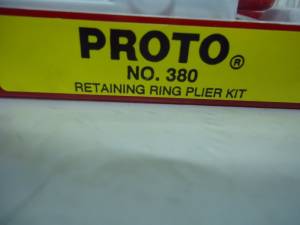 PROTO®
NO. 380
RETAINING RING PLIER KIT